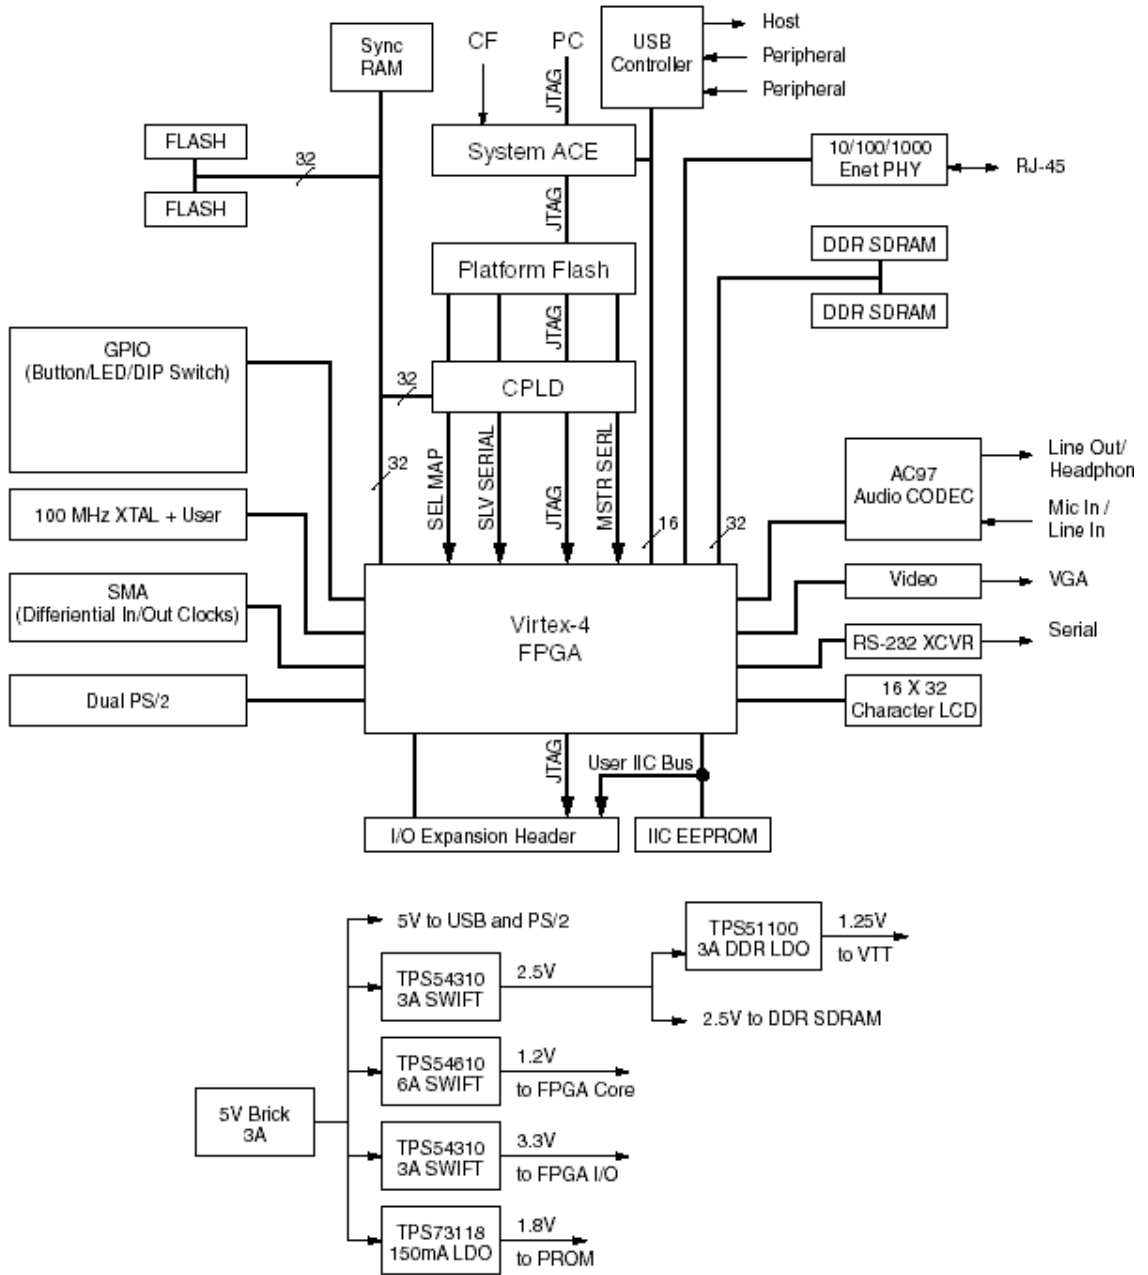 Sync
RAM
CF
PC
USB
Controller
Host
Peripheral
Peripheral
JTAG
FLASH
FLASH
32
System ACE
10/100/1000
Enet PHY
RJ-45
JTAG
Platform Flash
DDR SDRAM
DDR SDRAM
JTAG
GPIO
(Button/LED/DIP Switch)
32
CPLD
32
SEL MAP
SLV SERIAL
JTAG
MSTR SERL
16
32
AC97
Audio CODEC
Line Out/
Headphon
Mic In /
Line In
100 MHz XTAL + User
SMA
(Differiential In/Out Clocks)
Dual PS/2
Virtex-4
FPGA
Video
VGA
RS-232 XCVR
Serial
16 X 32
Character LCD
JTAG
User IIC Bus
I/O Expansion Header
IIC EEPROM
5V to USB and PS/2
TPS54310
3A SWIFT
2.5V
TPS51100
3A DDR LDO
1.25V
to VTT
2.5V to DDR SDRAM
TPS54610
6A SWIFT
1.2V
to FPGA Core
5V Brick
3A
TPS54310
3A SWIFT
3.3V
to FPGA I/O
TPS73118
150mA LDO
1.8V
to PROM